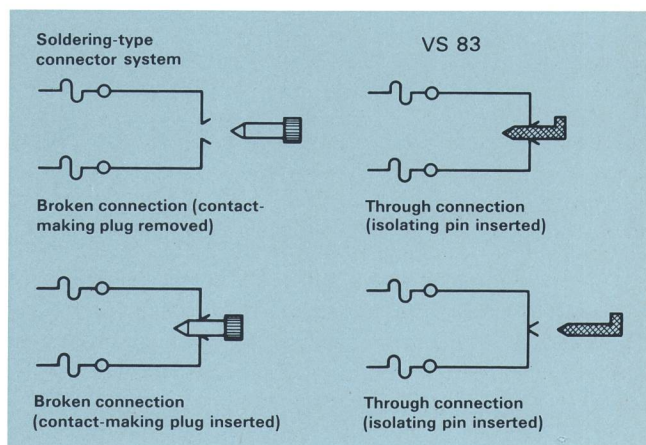 Soldering-type
connector system
VS 83
Broken connection (contact-
making plug removed)
Through connection
(isolating pin inserted)
Broken connection
(contact-making plug inserted)
Through connection
(isolating pin inserted)